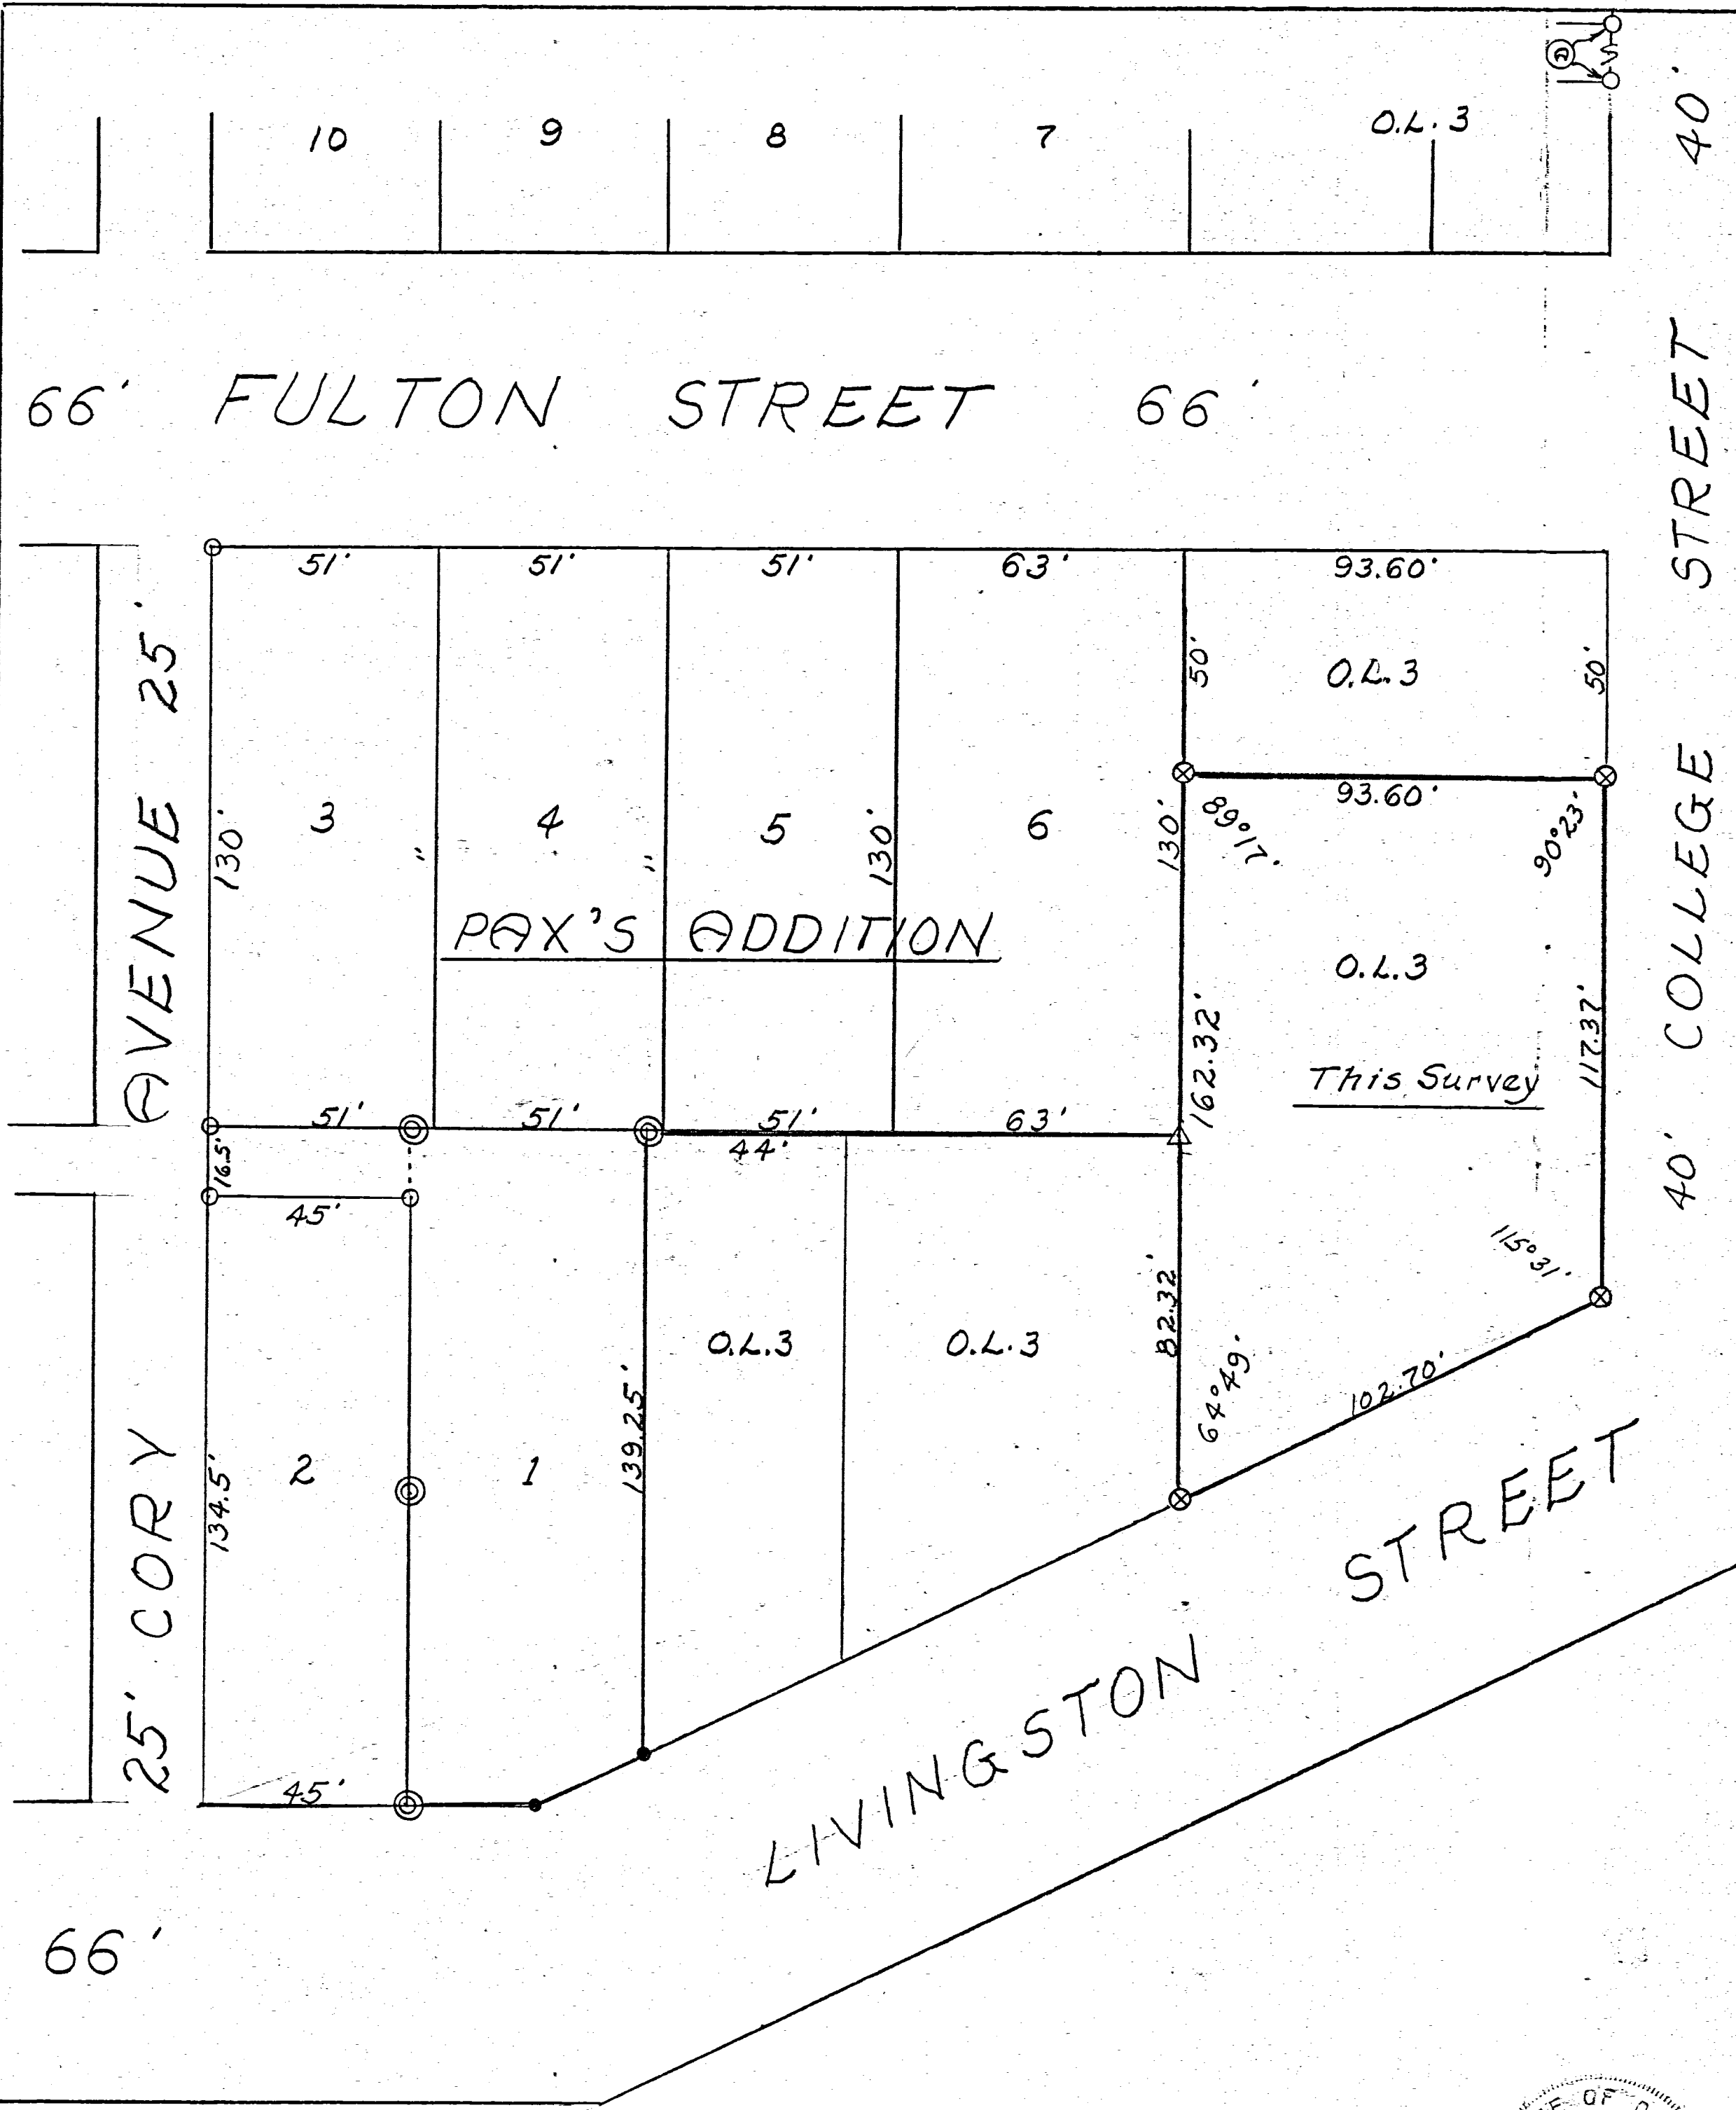 10 9 8 7 O.L.3
66' FULTON STREET 66'
40' COLLEGE STREET 40'
25' CORY AVENUE 25'
51' 51' 51' 63' 93.60'
50' O.L.3 50'
93.60'
89°17' 90°23'
3 4 5 6
130' " " 130' 130'
PAX'S ADDITION
O.L.3
162.32'
117.37'
This Survey
51' 51' 51' 63'
44'
16.5'
45'
115°31'
82.32'
O.L.3 O.L.3
64°49'
102.70'
139.25'
134.5'
2 1
45'
LIVINGSTON STREET
66'
OF